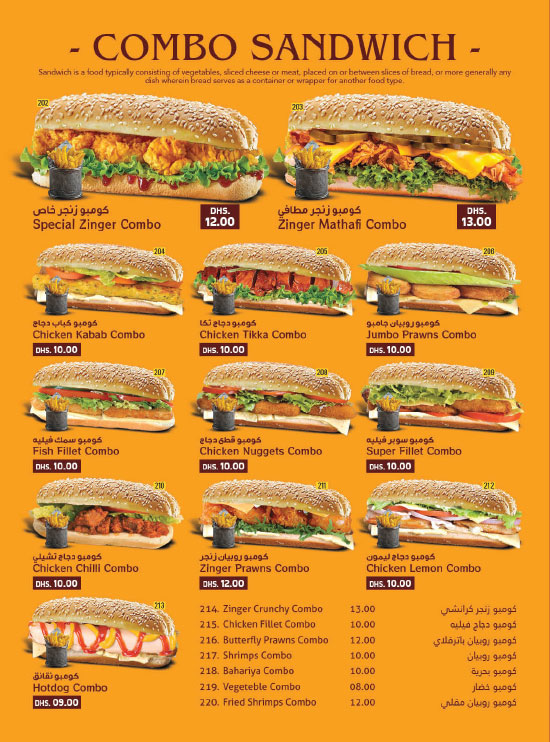 - COMBO SANDWICH -
Sandwich is a food typically consisting of vegetables, sliced cheese or meat, placed on or between slices of bread, or more generally any
dish wherein bread serves as a container or wrapper for another food type.
202
كومبو زنجر خاص
Special Zinger Combo
DHS.
12.00
203
كومبو زنجر مطافي
Zinger Mathafi Combo
DHS.
13.00
204
كومبو كباب دجاج
Chicken Kabab Combo
DHS. 10.00
205
كومبو دجاج تكا
Chicken Tikka Combo
DHS. 10.00
206
كومبو روبيان جامبو
Jumbo Prawns Combo
DHS. 10.00
207
كومبو سمك فيليه
Fish Fillet Combo
DHS. 10.00
208
كومبو قطع دجاج
Chicken Nuggets Combo
DHS. 10.00
209
كومبو سوبر فيليه
Super Fillet Combo
DHS. 10.00
210
كومبو دجاج تشيلي
Chicken Chilli Combo
DHS. 10.00
211
كومبو روبيان زنجر
Zinger Prawns Combo
DHS. 12.00
212
كومبو دجاج ليمون
Chicken Lemon Combo
DHS. 10.00
213
كومبو نقانق
Hotdog Combo
DHS. 09.00
214. Zinger Crunchy Combo 13.00 كومبو زنجر كرانشي
215. Chicken Fillet Combo 10.00 كومبو دجاج فيليه
216. Butterfly Prawns Combo 12.00 كومبو روبيان باترفلاي
217. Shrimps Combo 10.00 كومبو روبيان
218. Bahariya Combo 10.00 كومبو بحرية
219. Vegeteble Combo 08.00 كومبو خضار
220. Fried Shrimps Combo 12.00 كومبو روبيان مقلي